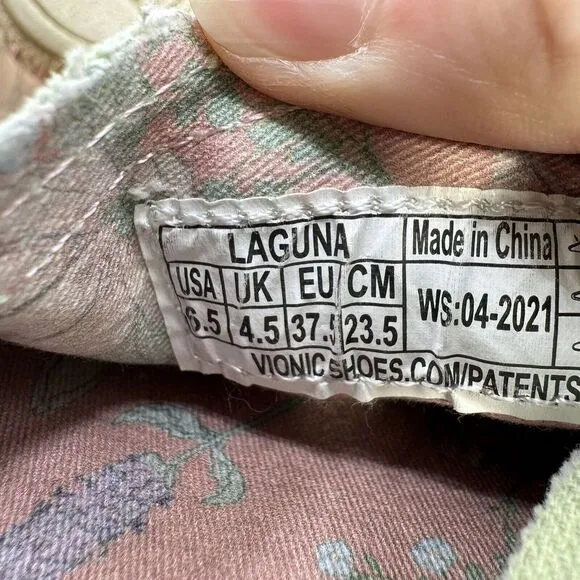 LAGUNA
Made in China
USA UK EU CM
6.5 4.5 37.5 23.5
WS:04-2021
VIONICSHOES.COM/PATENTS